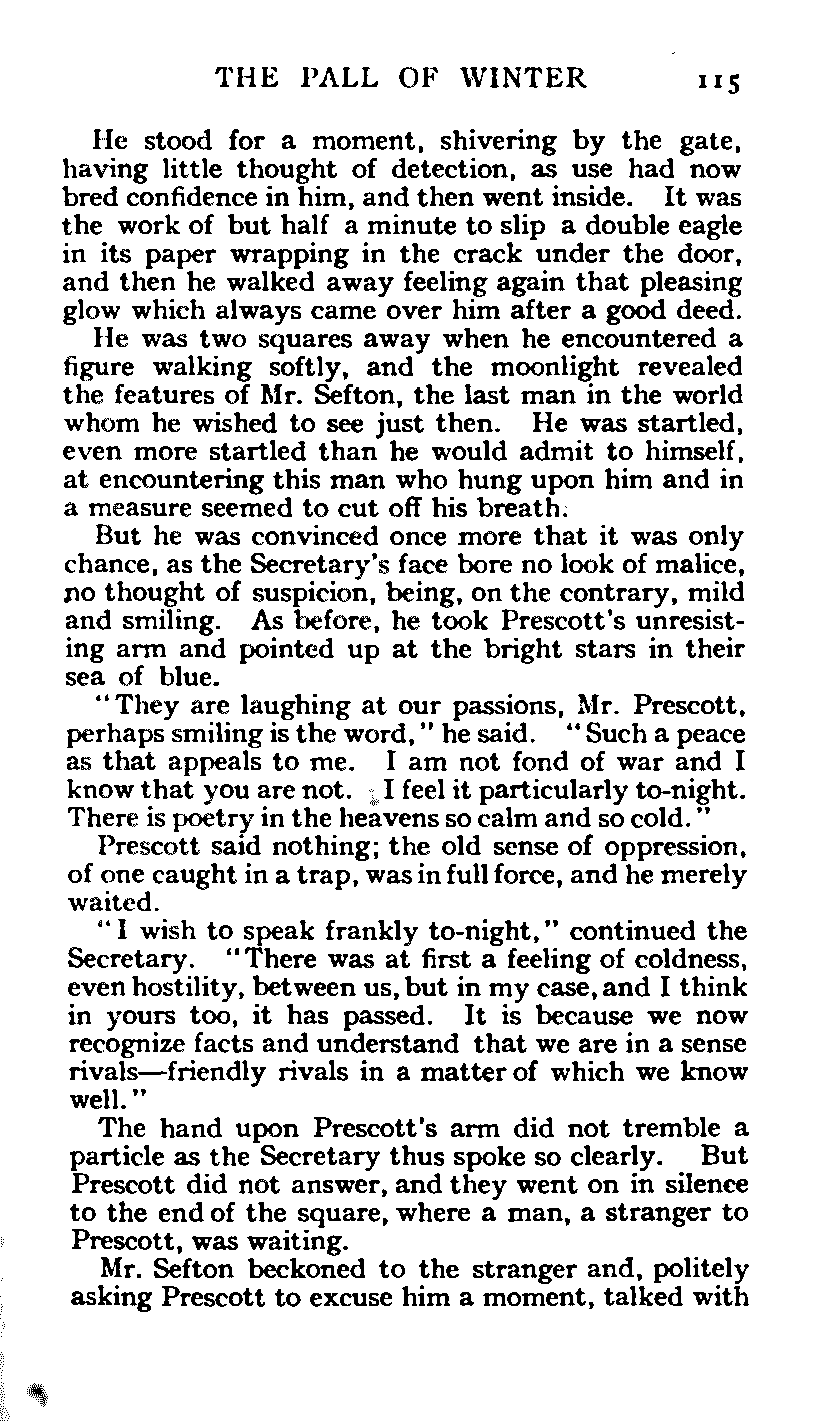 THE PALL OF WINTER 115
He stood for a moment, shivering by the gate,
having little thought of detection, as use had now
bred confidence in him, and then went inside. It was
the work of but half a minute to slip a double eagle
in its paper wrapping in the crack under the door,
and then he walked away feeling again that pleasing
glow which always came over him after a good deed.
He was two squares away when he encountered a
figure walking softly, and the moonlight revealed
the features of Mr. Sefton, the last man in the world
whom he wished to see just then. He was startled,
even more startled than he would admit to himself,
at encountering this man who hung upon him and in
a measure seemed to cut off his breath.
But he was convinced once more that it was only
chance, as the Secretary's face bore no look of malice,
no thought of suspicion, being, on the contrary, mild
and smiling. As before, he took Prescott's unresist-
ing arm and pointed up at the bright stars in their
sea of blue.
"They are laughing at our passions, Mr. Prescott,
perhaps smiling is the word," he said. "Such a peace
as that appeals to me. I am not fond of war and I
know that you are not. I feel it particularly to-night.
There is poetry in the heavens so calm and so cold."
Prescott said nothing; the old sense of oppression,
of one caught in a trap, was in full force, and he merely
waited.
"I wish to speak frankly to-night," continued the
Secretary. "There was at first a feeling of coldness,
even hostility, between us, but in my case, and I think
in yours too, it has passed. It is because we now
recognize facts and understand that we are in a sense
rivals—friendly rivals in a matter of which we know
well."
The hand upon Prescott's arm did not tremble a
particle as the Secretary thus spoke so clearly. But
Prescott did not answer, and they went on in silence
to the end of the square, where a man, a stranger to
Prescott, was waiting.
Mr. Sefton beckoned to the stranger and, politely
asking Prescott to excuse him a moment, talked with